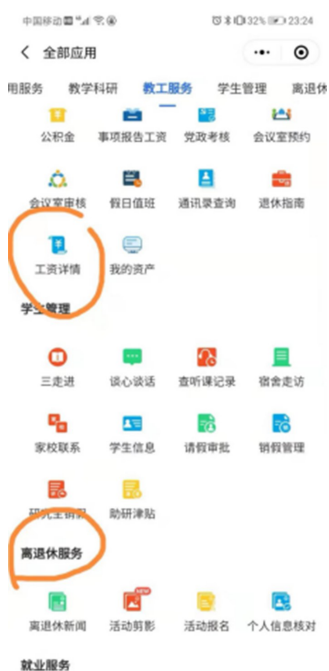 中国移动 32% 23:24
全部应用
用服务 教学科研 教工服务 学生管理 离退休
公积金 事项报告工资 党政考核 会议室预约
会议室审核 假日值班 通讯录查询 退休指南
工资详情 我的资产
学生管理
三走进 谈心谈话 查听课记录 宿舍走访
家校联系 学生信息 请假审批 销假管理
研究生销假 助研津贴
离退休服务
NEW
离退休新闻 活动剪影 活动报名 个人信息核对
就业服务